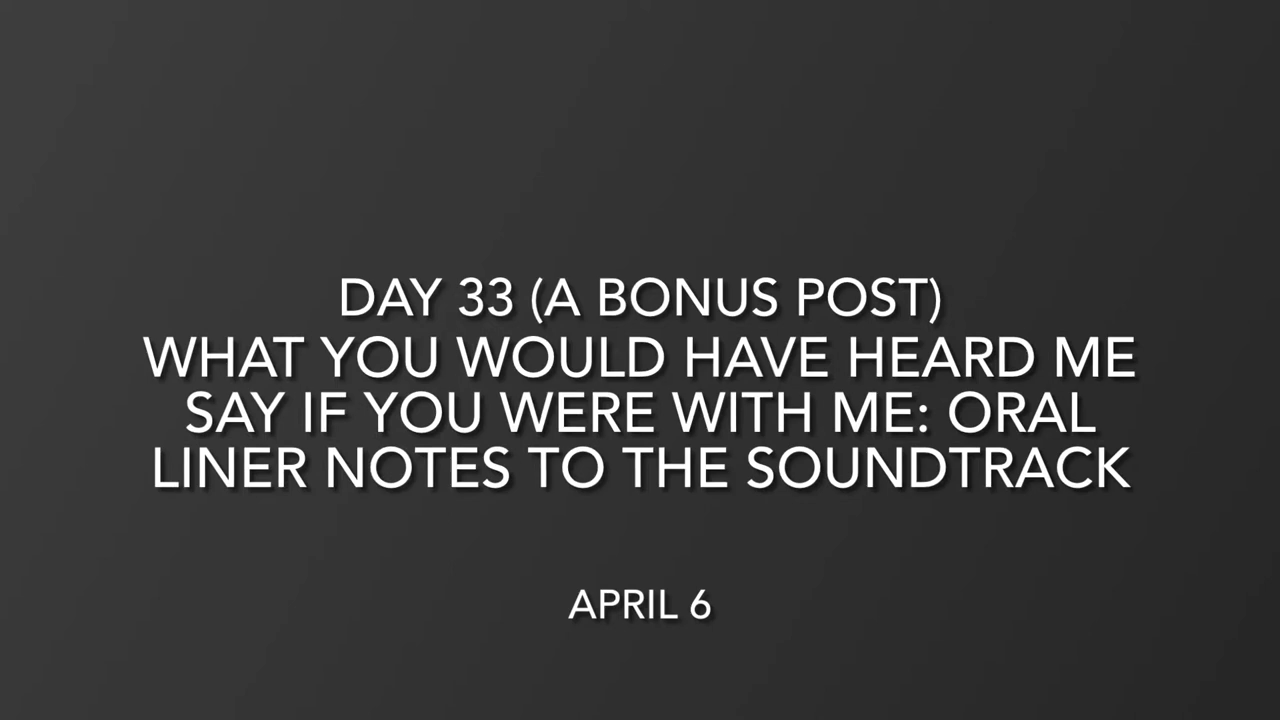 DAY 33 (A BONUS POST)
WHAT YOU WOULD HAVE HEARD ME
SAY IF YOU WERE WITH ME: ORAL
LINER NOTES TO THE SOUNDTRACK
APRIL 6